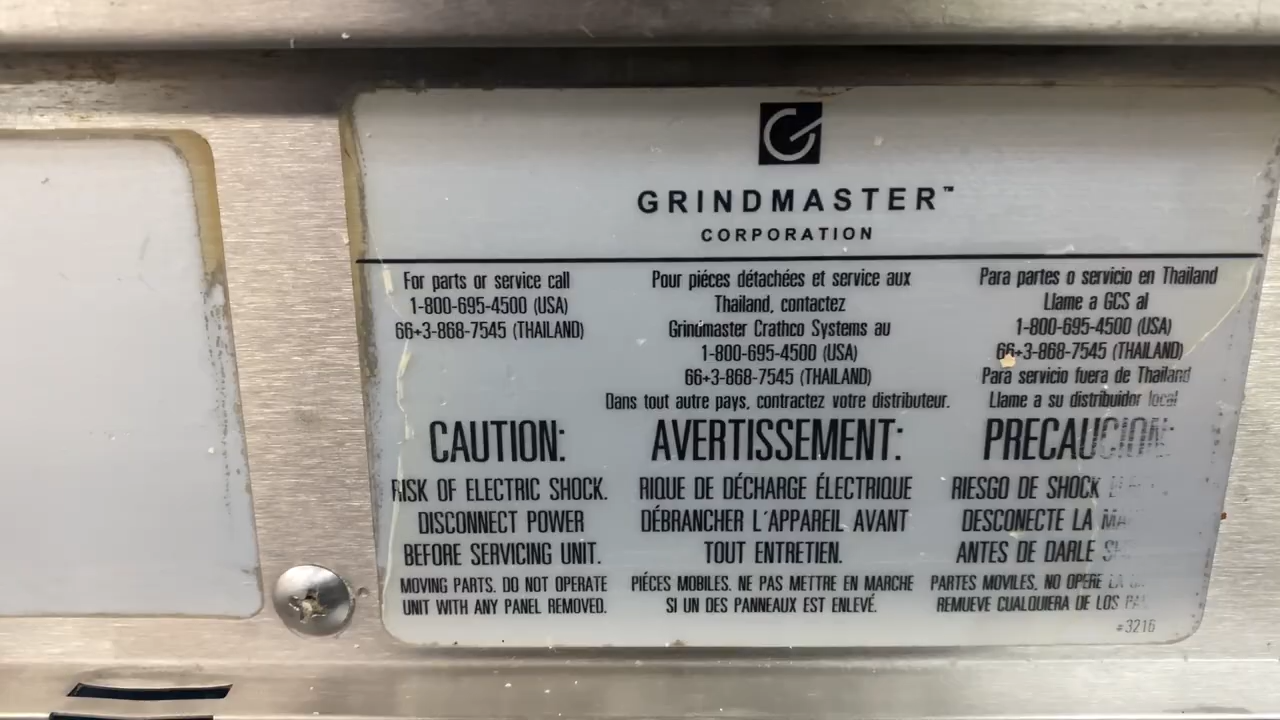 GRINDMASTER™
CORPORATION
For parts or service call
1-800-695-4500 (USA)
66+3-868-7545 (THAILAND)
Pour piéces détachées et service aux
Thailand, contactez
Grindmaster Crathco Systems au
1-800-695-4500 (USA)
66+3-868-7545 (THAILAND)
Dans tout autre pays, contractez votre distributeur.
Para partes o servicio en Thailand
Llame a GCS al
1-800-695-4500 (USA)
66+3-868-7545 (THAILAND)
Para servicio fuera de Thailand
Llame a su distribuidor local
CAUTION:
RISK OF ELECTRIC SHOCK.
DISCONNECT POWER
BEFORE SERVICING UNIT.
MOVING PARTS. DO NOT OPERATE
UNIT WITH ANY PANEL REMOVED.
AVERTISSEMENT:
RIQUE DE DÉCHARGE ÉLECTRIQUE
DÉBRANCHER L'APPAREIL AVANT
TOUT ENTRETIEN.
PIÉCES MOBILES. NE PAS METTRE EN MARCHE
SI UN DES PANNEAUX EST ENLEVÉ.
PRECAUCION:
RIESGO DE SHOCK
DESCONECTE LA
ANTES DE DARLE
PARTES MOVILES, NO OPERE LA
REMUEVE CUALQUIERA DE LOS
#3216